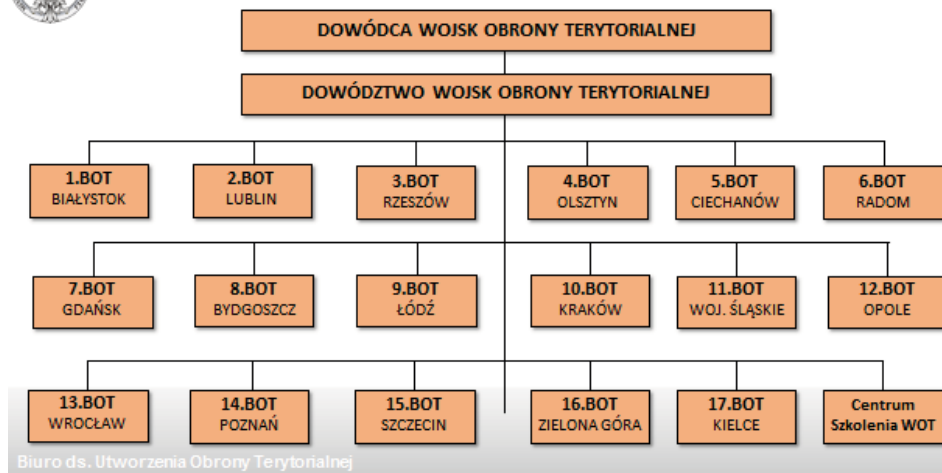 DOWÓDCA WOJSK OBRONY TERYTORIALNEJ
DOWÓDZTWO WOJSK OBRONY TERYTORIALNEJ
1.BOT
BIAŁYSTOK
2.BOT
LUBLIN
3.BOT
RZESZÓW
4.BOT
OLSZTYN
5.BOT
CIECHANÓW
6.BOT
RADOM
7.BOT
GDAŃSK
8.BOT
BYDGOSZCZ
9.BOT
ŁÓDŹ
10.BOT
KRAKÓW
11.BOT
WOJ. ŚLĄSKIE
12.BOT
OPOLE
13.BOT
WROCŁAW
14.BOT
POZNAŃ
15.BOT
SZCZECIN
16.BOT
ZIELONA GÓRA
17.BOT
KIELCE
Centrum
Szkolenia WOT
Biuro ds. Utworzenia Obrony Terytorialnej